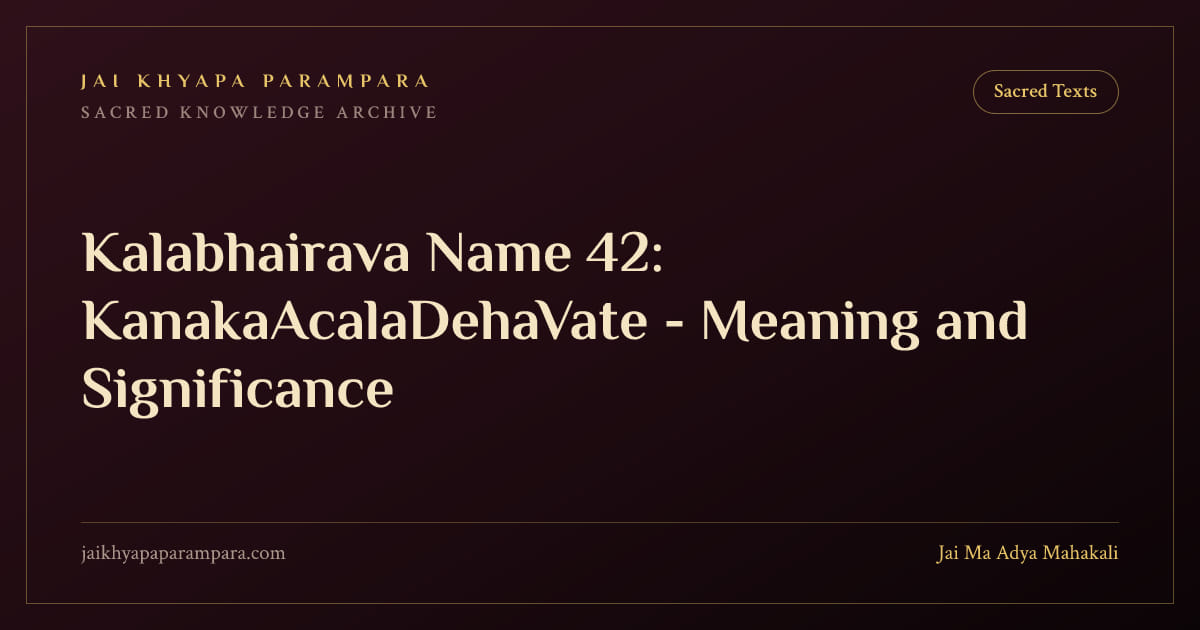 JAI KHYAPA PARAMPARA
SACRED KNOWLEDGE ARCHIVE
Sacred Texts
Kalabhairava Name 42:
KanakaAcalaDehaVate - Meaning and
Significance
jaikhyapaparampara.com
Jai Ma Adya Mahakali